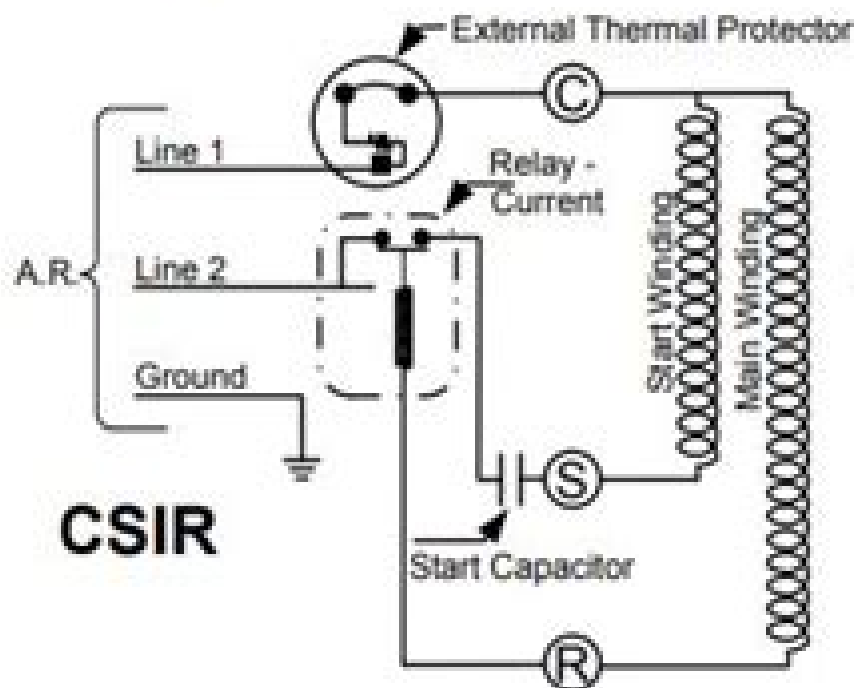 External Thermal Protector
C
Line 1
Relay -
Current
A.R.
Line 2
Start Winding
Main Winding
Ground
S
CSIR
Start Capacitor
R